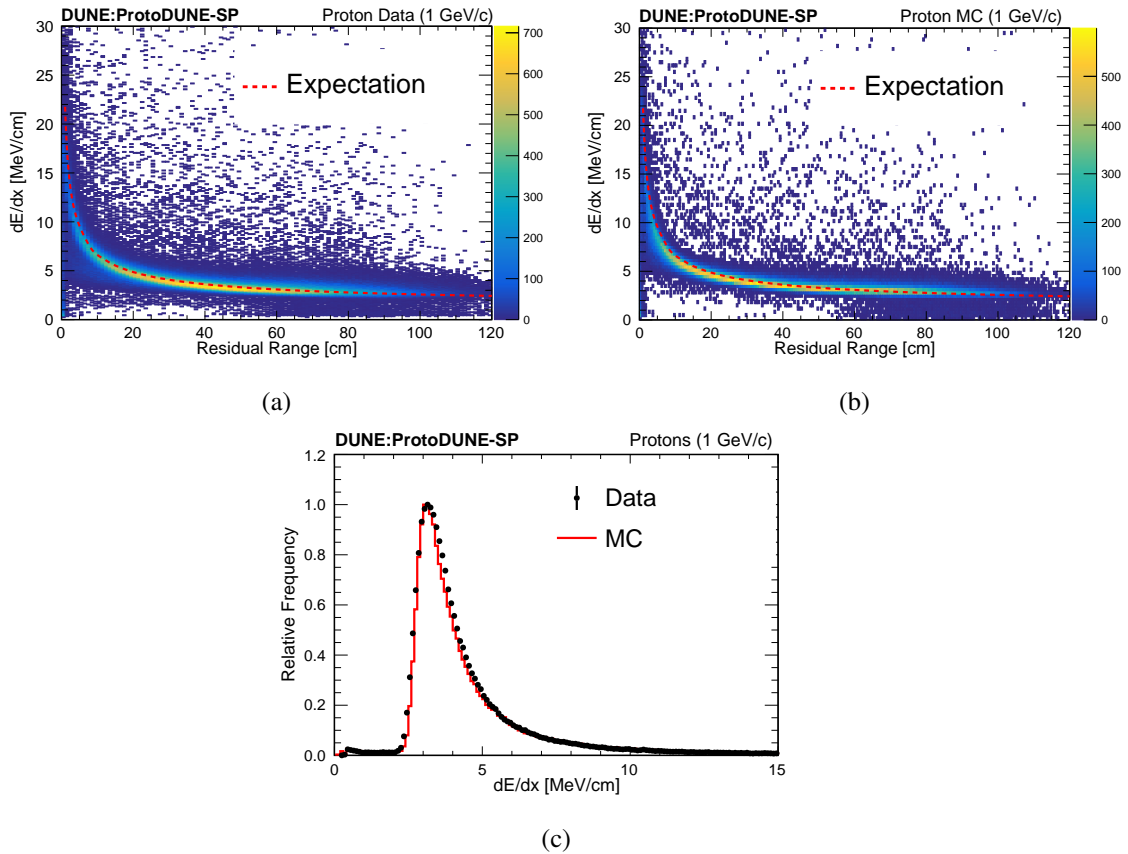 DUNE:ProtoDUNE-SP Proton Data (1 GeV/c)
dE/dx [MeV/cm]
30
25
20
15
10
5
0
Expectation
700
600
500
400
300
200
100
0
0 20 40 60 80 100 120
Residual Range [cm]
(a)
DUNE:ProtoDUNE-SP Proton MC (1 GeV/c)
dE/dx [MeV/cm]
30
25
20
15
10
5
0
Expectation
500
400
300
200
100
0
0 20 40 60 80 100 120
Residual Range [cm]
(b)
DUNE:ProtoDUNE-SP Protons (1 GeV/c)
Relative Frequency
1.2
1.0
0.8
0.6
0.4
0.2
0.0
Data
MC
0 5 10 15
dE/dx [MeV/cm]
(c)